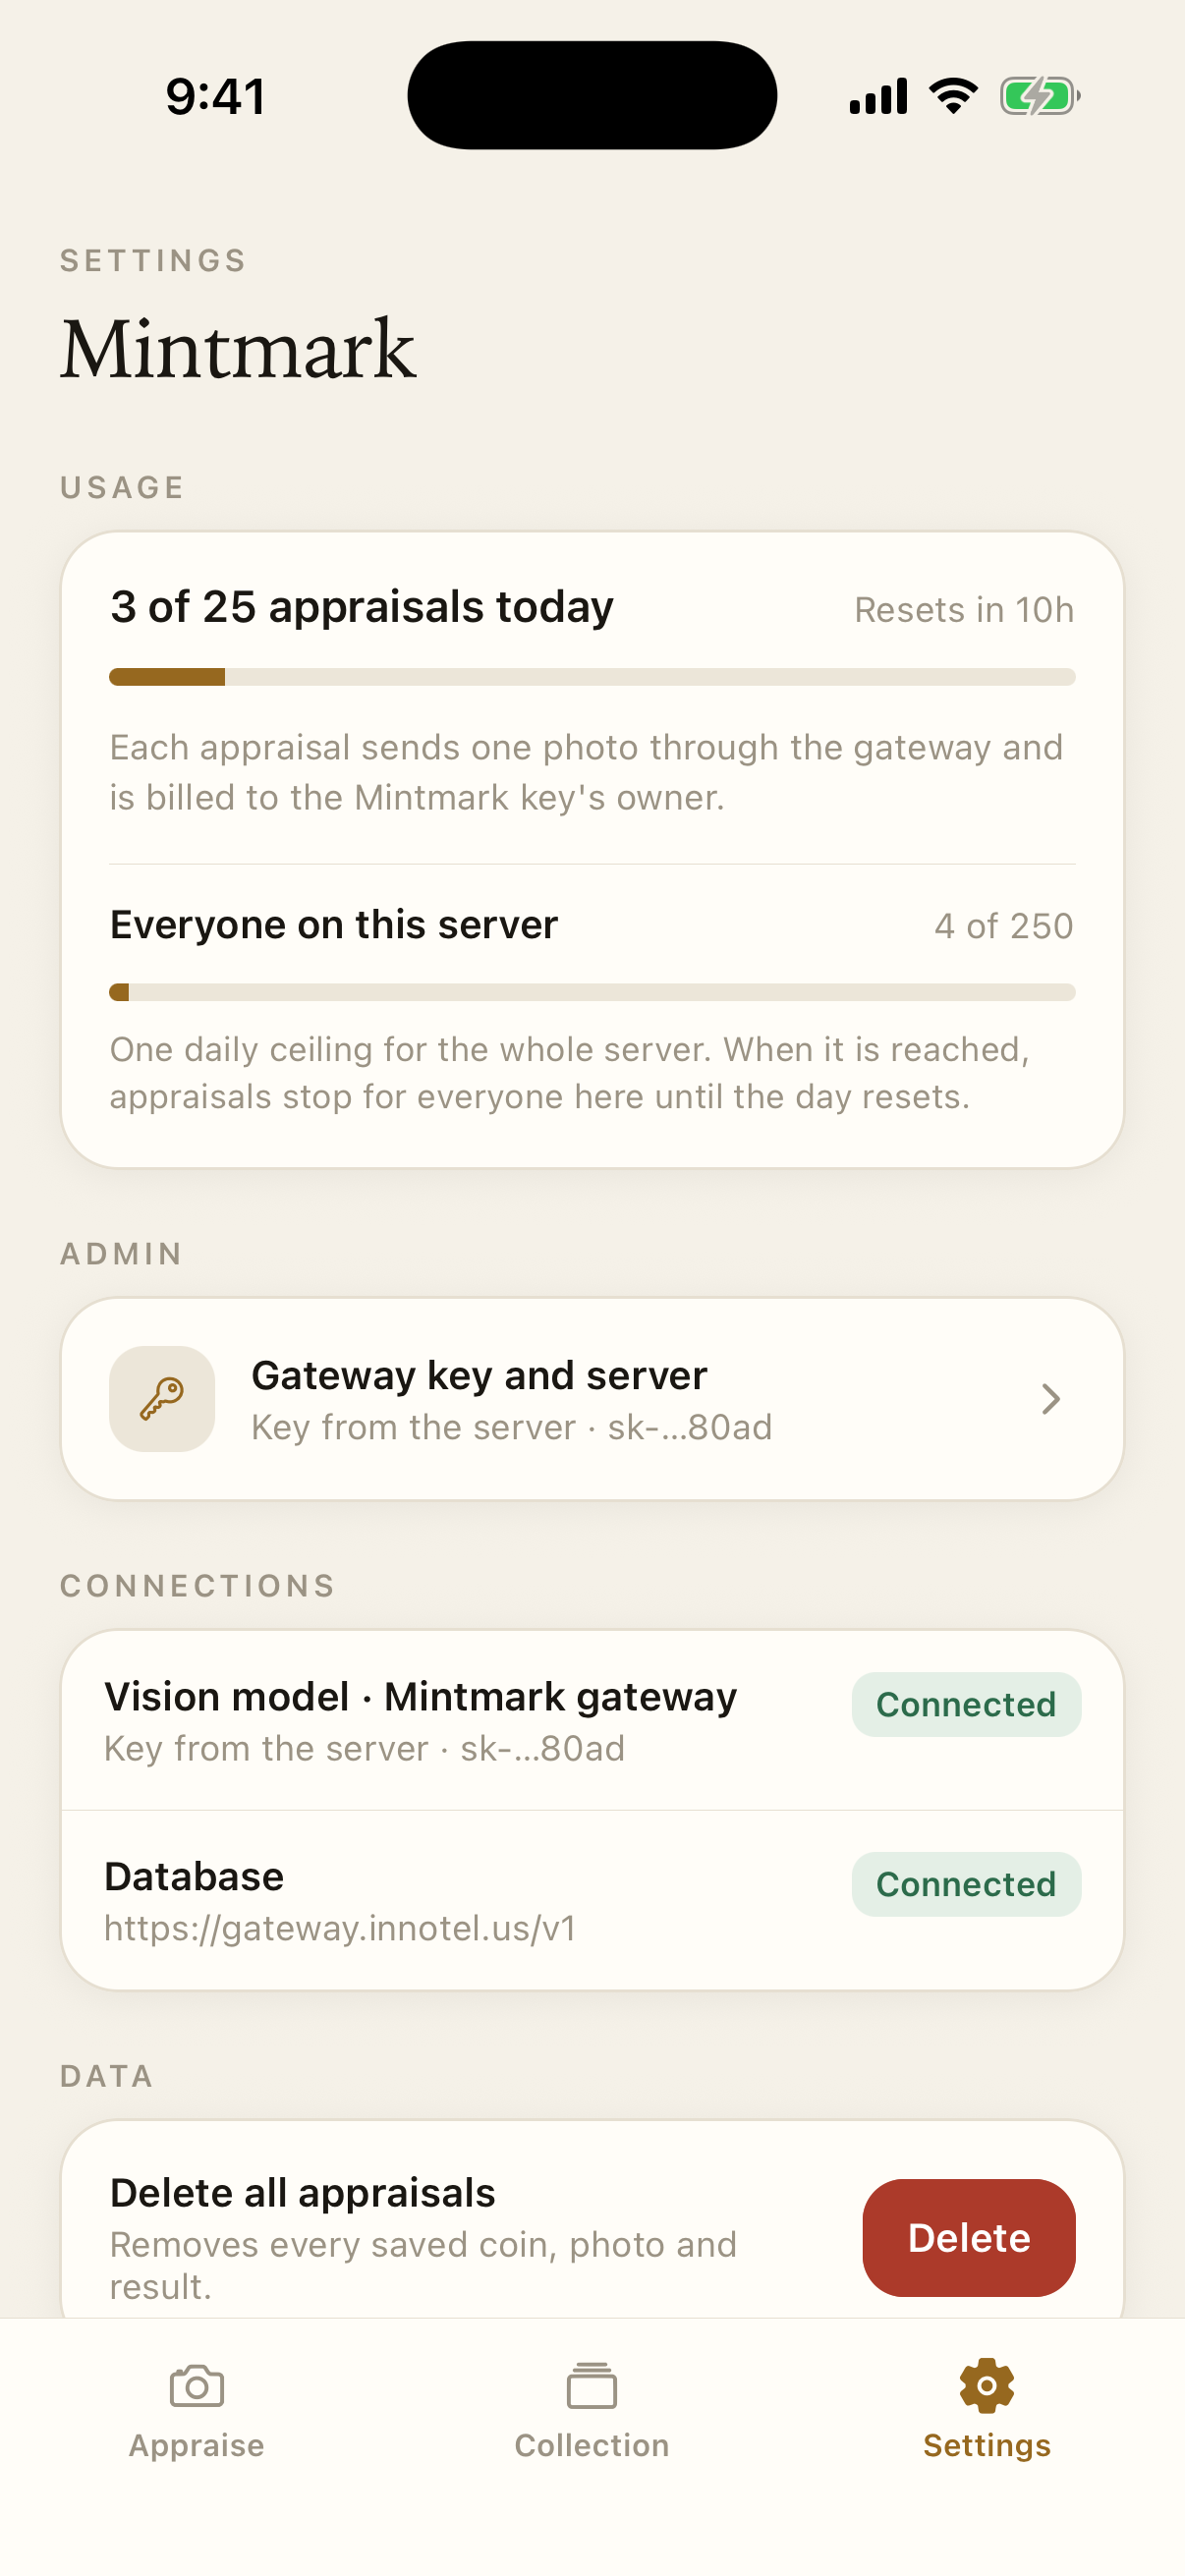 9:41
SETTINGS
Mintmark
USAGE
3 of 25 appraisals today
Resets in 10h
Each appraisal sends one photo through the gateway and
is billed to the Mintmark key's owner.
Everyone on this server
4 of 250
One daily ceiling for the whole server. When it is reached,
appraisals stop for everyone here until the day resets.
ADMIN
Gateway key and server
Key from the server · sk-...80ad
CONNECTIONS
Vision model · Mintmark gateway
Connected
Key from the server · sk-...80ad
Database
Connected
https://gateway.innotel.us/v1
DATA
Delete all appraisals
Removes every saved coin, photo and
result.
Delete
Appraise
Collection
Settings